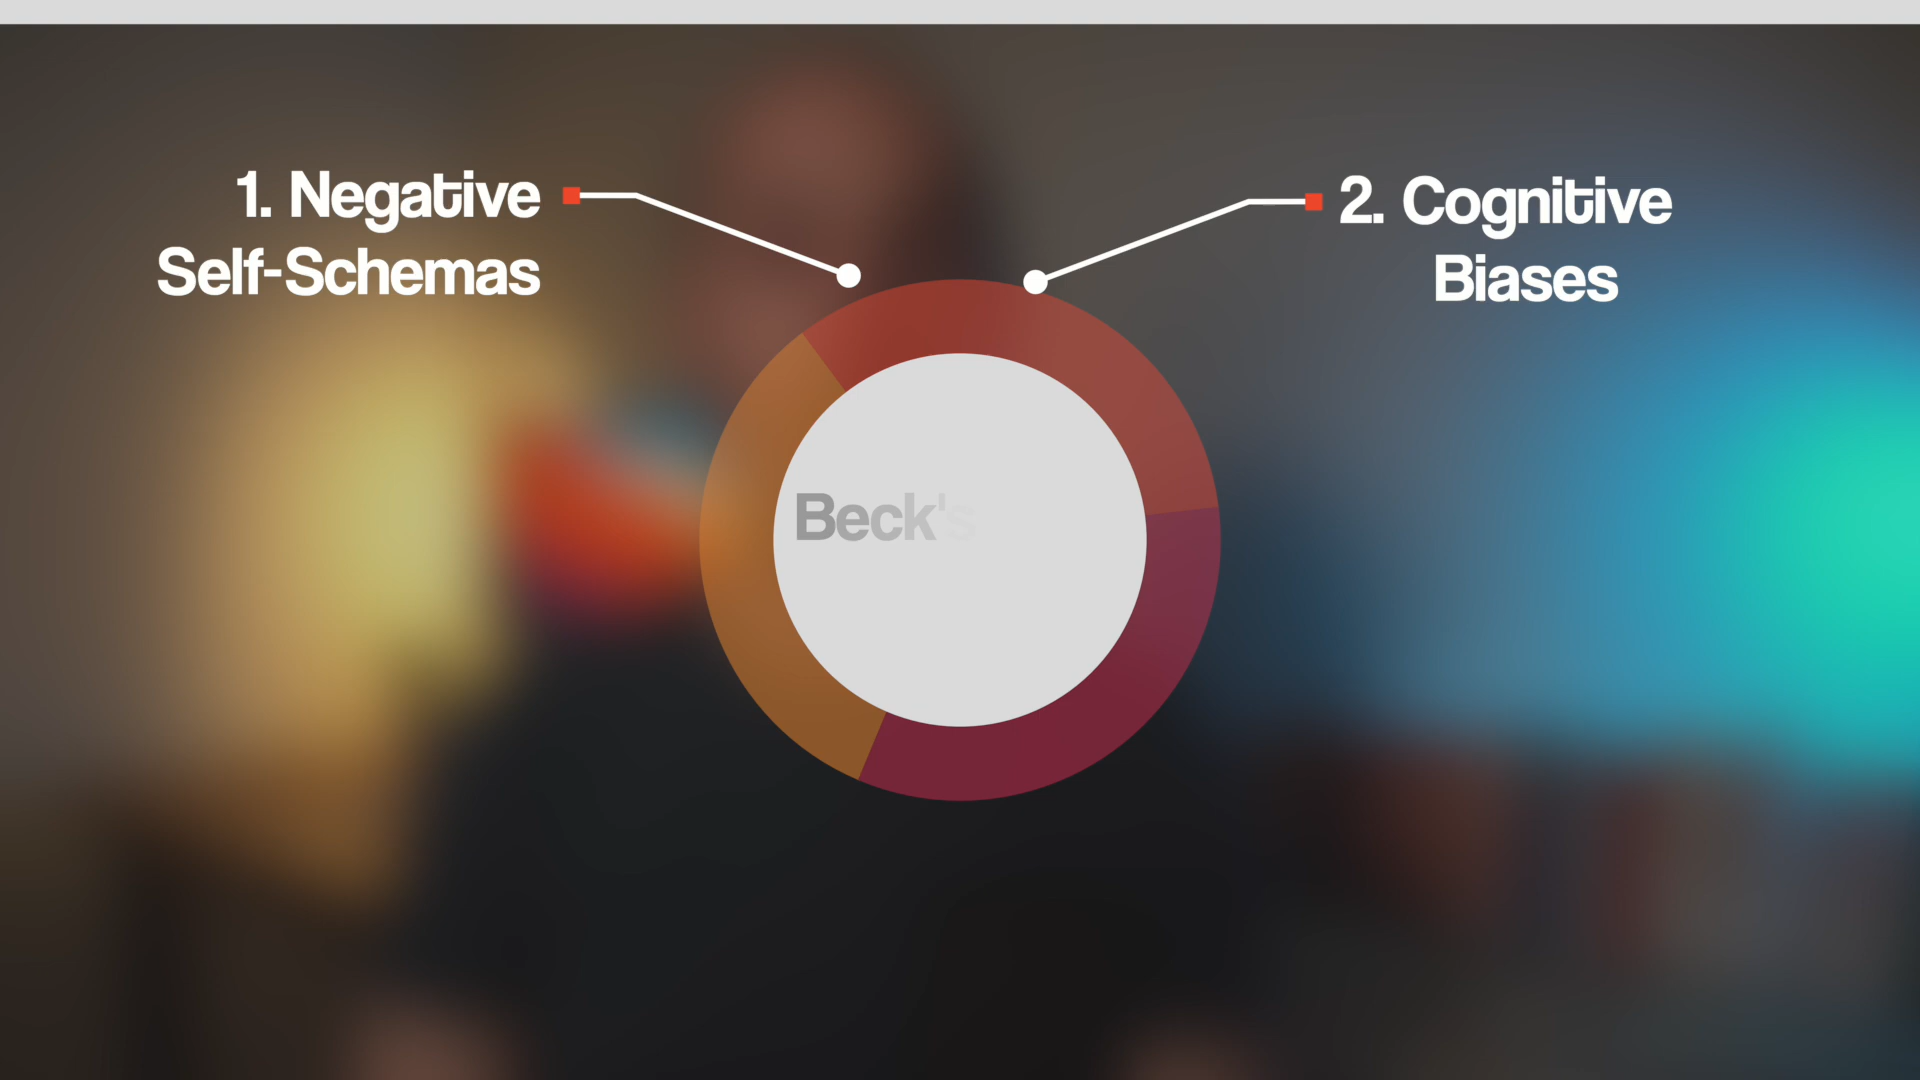 1. Negative
Self-Schemas
2. Cognitive
Biases
Beck's